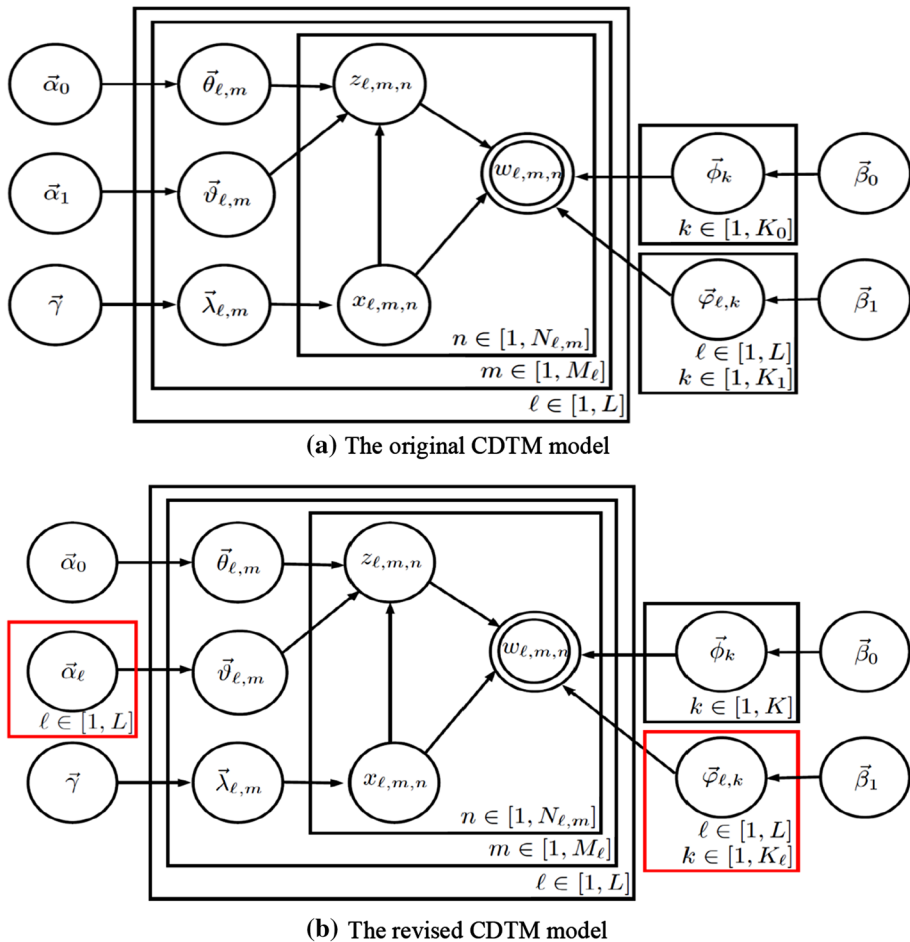 α⃗₀
θ⃗ℓ,m
zℓ,m,n
α⃗₁
ϑ⃗ℓ,m
wℓ,m,n
ϕ⃗k
β⃗₀
k ∈ [1, K₀]
γ⃗
λ⃗ℓ,m
xℓ,m,n
φ⃗ℓ,k
β⃗₁
n ∈ [1, Nℓ,m]
ℓ ∈ [1, L]
m ∈ [1, Mℓ]
k ∈ [1, K₁]
ℓ ∈ [1, L]
(a) The original CDTM model
α⃗₀
θ⃗ℓ,m
zℓ,m,n
α⃗ℓ
ℓ ∈ [1, L]
ϑ⃗ℓ,m
wℓ,m,n
ϕ⃗k
β⃗₀
k ∈ [1, K]
γ⃗
λ⃗ℓ,m
xℓ,m,n
φ⃗ℓ,k
β⃗₁
n ∈ [1, Nℓ,m]
ℓ ∈ [1, L]
m ∈ [1, Mℓ]
k ∈ [1, Kℓ]
ℓ ∈ [1, L]
(b) The revised CDTM model